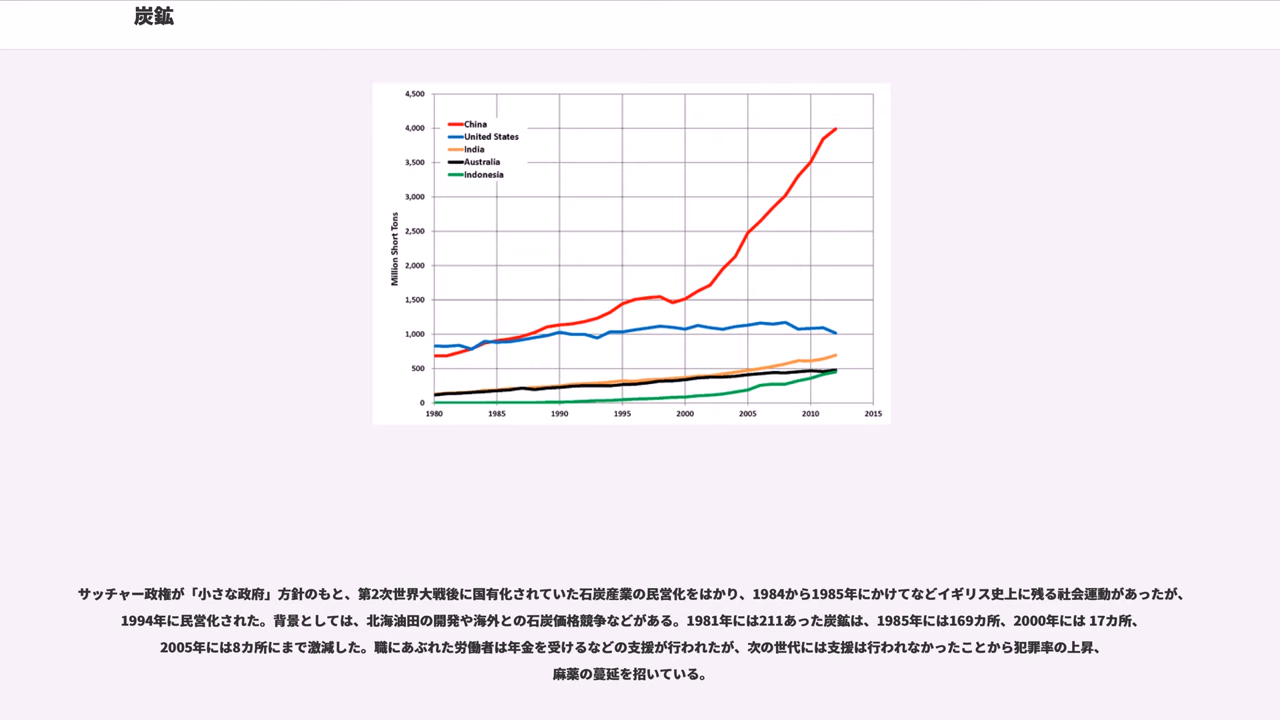 炭鉱
4,500
4,000
3,500
3,000
2,500
2,000
1,500
1,000
500
0
Million Short Tons
China
United States
India
Australia
Indonesia
1980 1985 1990 1995 2000 2005 2010 2015
サッチャー政権が「小さな政府」方針のもと、第2次世界大戦後に国有化されていた石炭産業の民営化をはかり、1984から1985年にかけてなどイギリス史上に残る社会運動があったが、
1994年に民営化された。背景としては、北海油田の開発や海外との石炭価格競争などがある。1981年には211あった炭鉱は、1985年には169カ所、2000年には 17カ所、
2005年には8カ所にまで激減した。職にあぶれた労働者は年金を受けるなどの支援が行われたが、次の世代には支援は行われなかったことから犯罪率の上昇、
麻薬の蔓延を招いている。